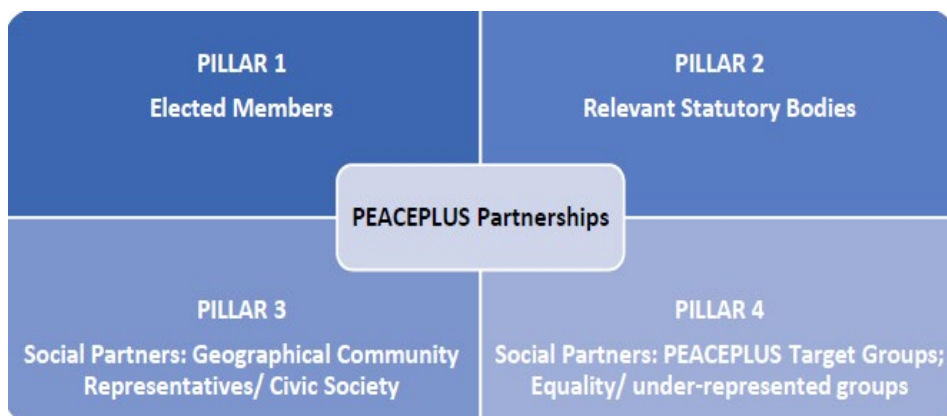 PILLAR 1
Elected Members
PILLAR 2
Relevant Statutory Bodies
PEACEPLUS Partnerships
PILLAR 3
Social Partners: Geographical Community
Representatives/ Civic Society
PILLAR 4
Social Partners: PEACEPLUS Target Groups;
Equality/ under-represented groups